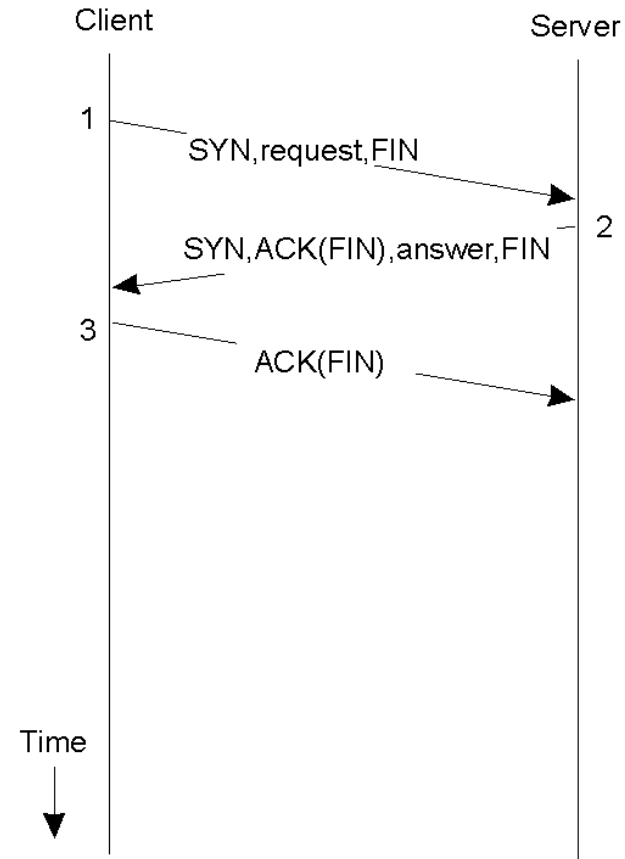 Client
Server
1
SYN,request,FIN
2
SYN,ACK(FIN),answer,FIN
3
ACK(FIN)
Time